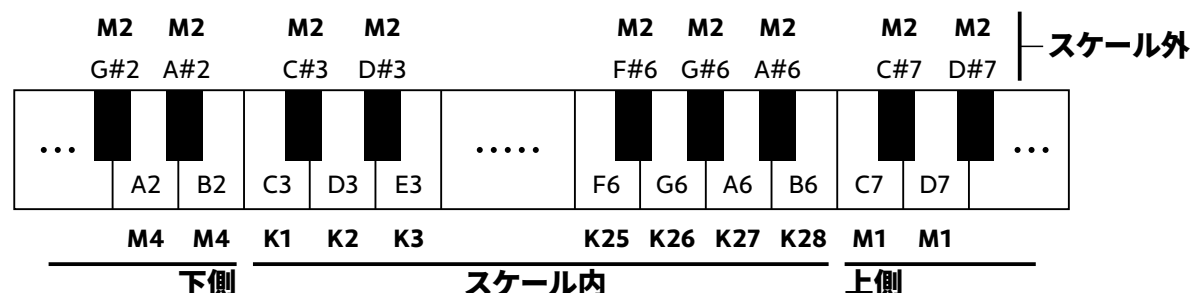 M2 M2 M2 M2 M2 M2 M2 M2 M2
G#2 A#2 C#3 D#3 F#6 G#6 A#6 C#7 D#7 スケール外
... ..... ...
A2 B2 C3 D3 E3 F6 G6 A6 B6 C7 D7
M4 M4 K1 K2 K3 K25 K26 K27 K28 M1 M1
下側 スケール内 上側